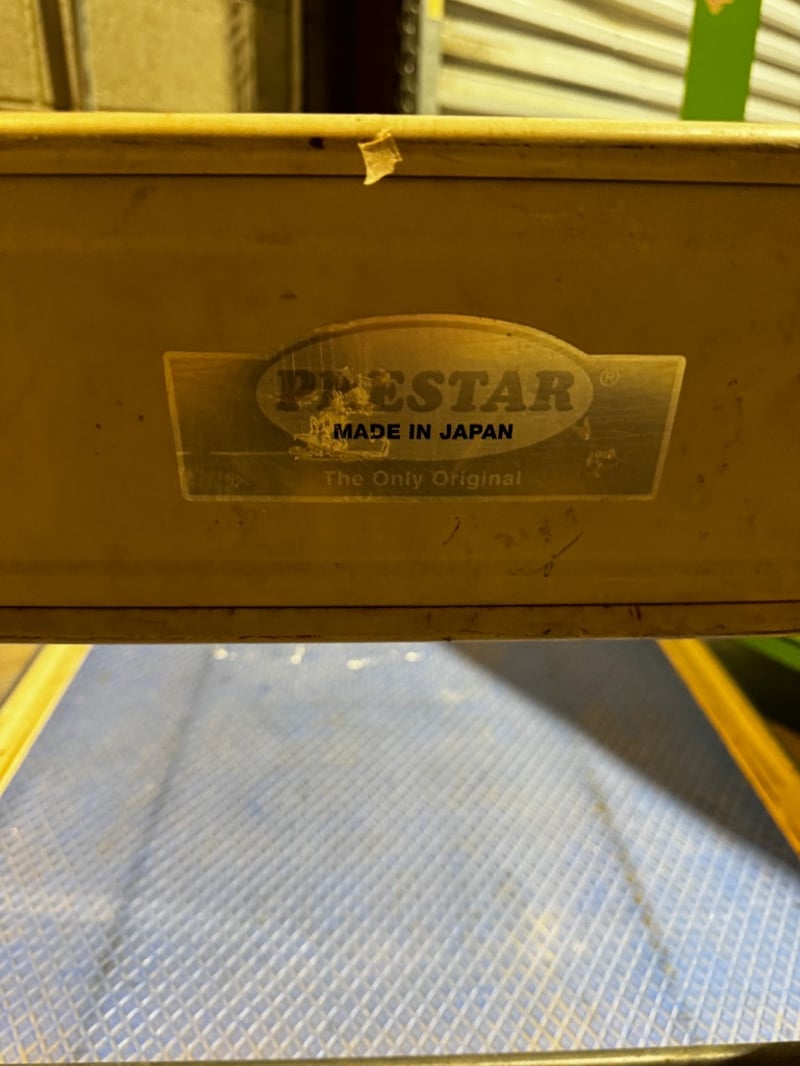 PRESTAR®
MADE IN JAPAN
The Only Original